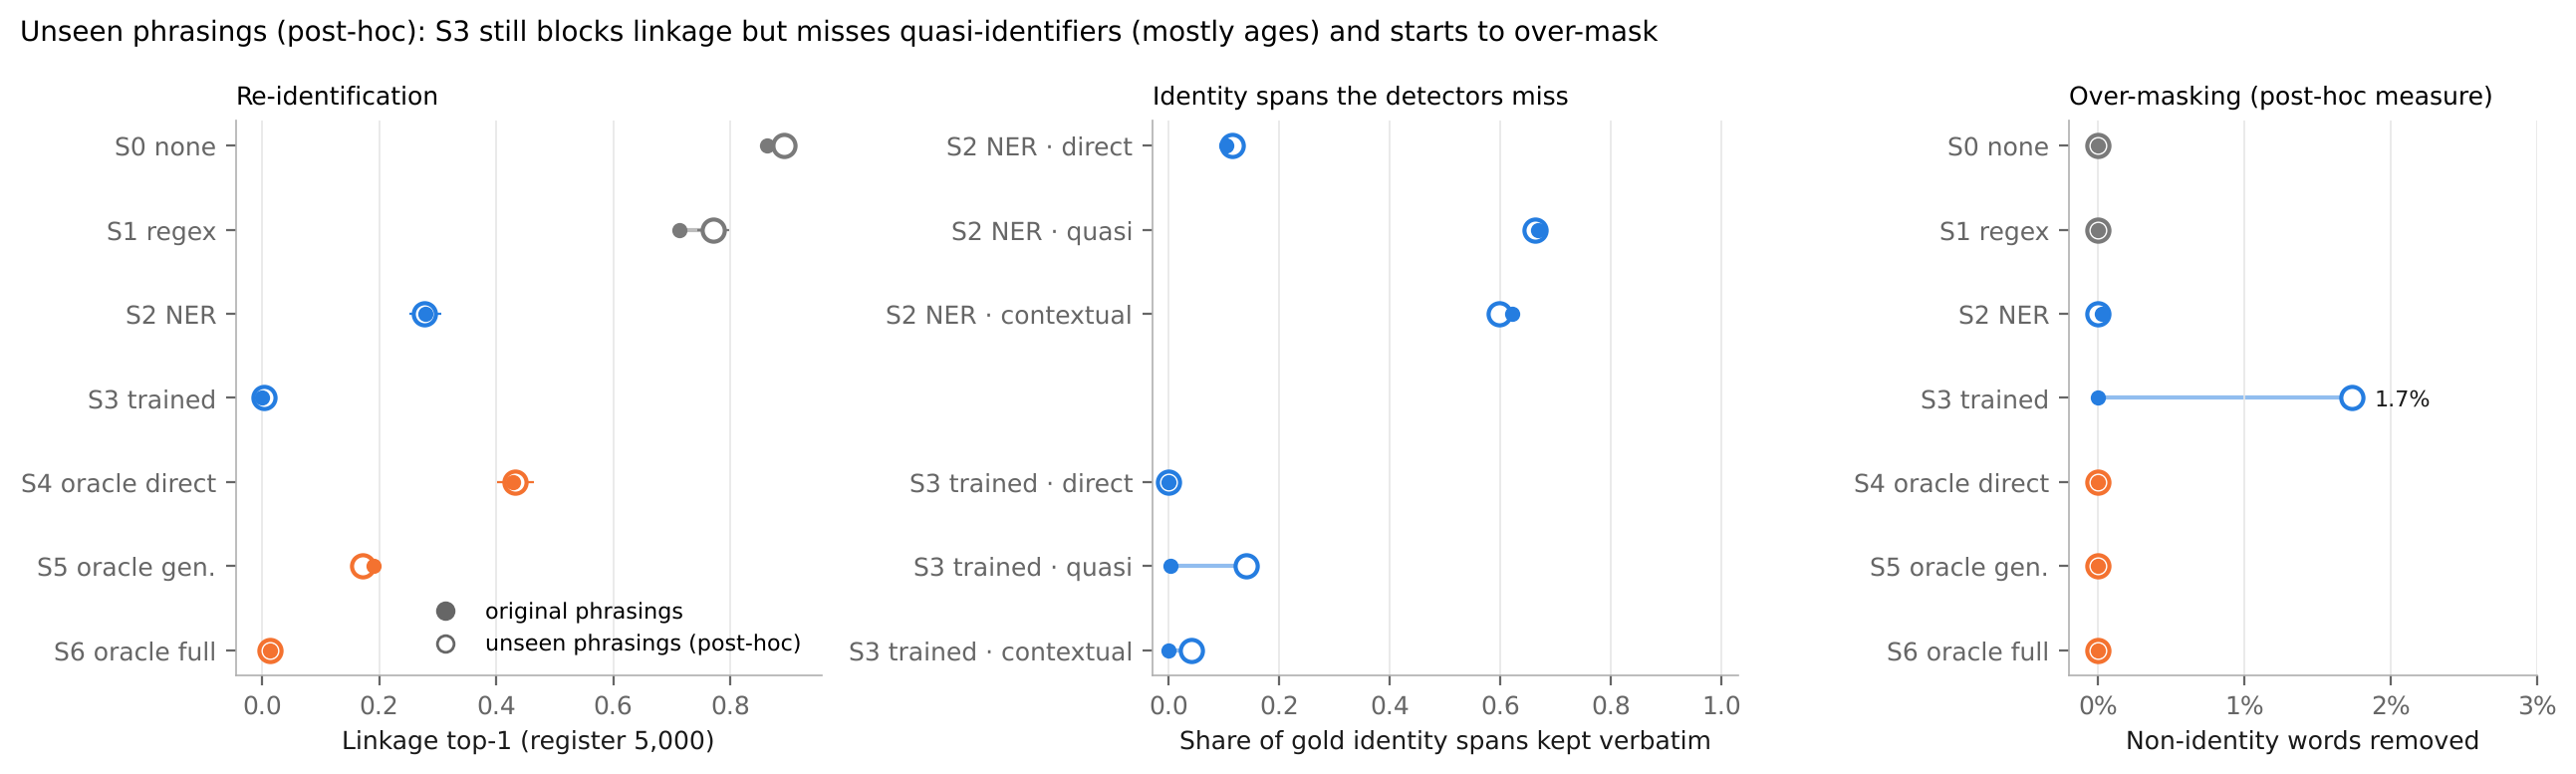 Unseen phrasings (post-hoc): S3 still blocks linkage but misses quasi-identifiers (mostly ages) and starts to over-mask
Re-identification
S0 none
S1 regex
S2 NER
S3 trained
S4 oracle direct
S5 oracle gen.
S6 oracle full
original phrasings
unseen phrasings (post-hoc)
0.0 0.2 0.4 0.6 0.8
Linkage top-1 (register 5,000)
Identity spans the detectors miss
S2 NER · direct
S2 NER · quasi
S2 NER · contextual
S3 trained · direct
S3 trained · quasi
S3 trained · contextual
0.0 0.2 0.4 0.6 0.8 1.0
Share of gold identity spans kept verbatim
Over-masking (post-hoc measure)
S0 none
S1 regex
S2 NER
S3 trained
1.7%
S4 oracle direct
S5 oracle gen.
S6 oracle full
0% 1% 2% 3%
Non-identity words removed